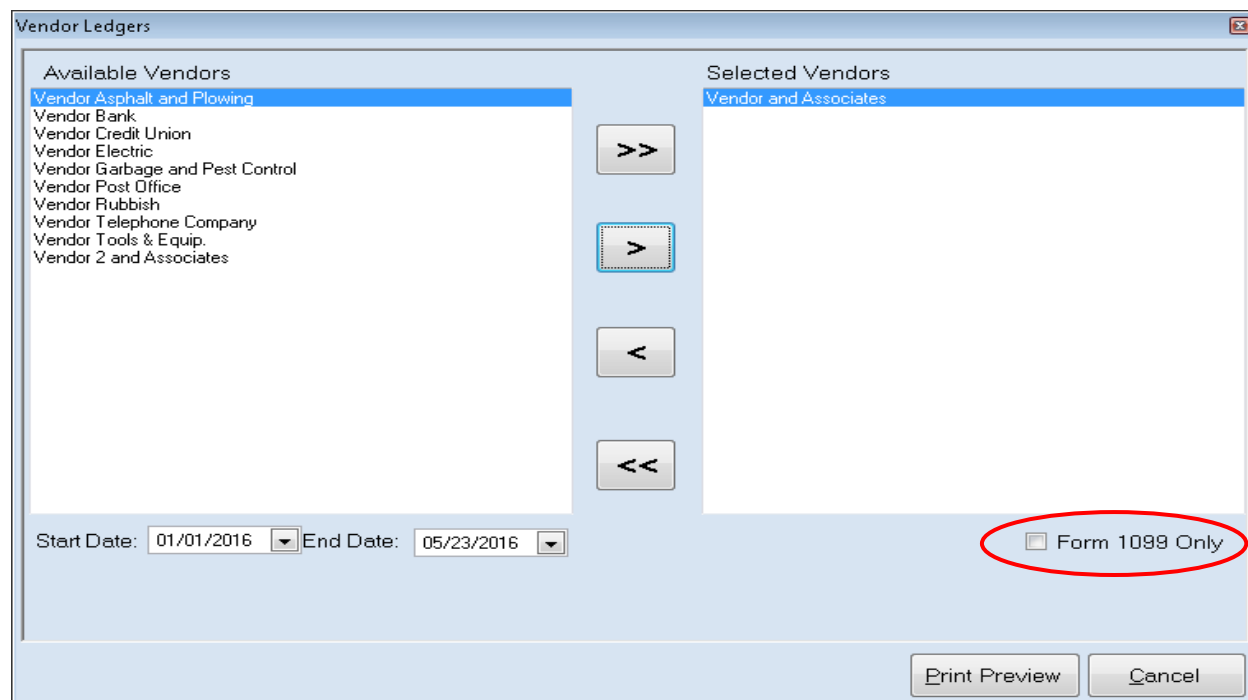 Vendor Ledgers
Available Vendors
Vendor Asphalt and Plowing
Vendor Bank
Vendor Credit Union
Vendor Electric
Vendor Garbage and Pest Control
Vendor Post Office
Vendor Rubbish
Vendor Telephone Company
Vendor Tools & Equip.
Vendor 2 and Associates
>>
>
<
<<
Selected Vendors
Vendor and Associates
Start Date: 01/01/2016 End Date: 05/23/2016
Form 1099 Only
Print Preview
Cancel